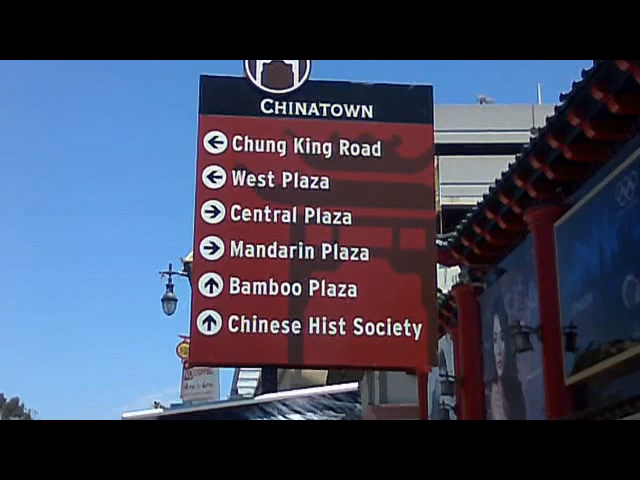 CHINATOWN
Chung King Road
West Plaza
Central Plaza
Mandarin Plaza
Bamboo Plaza
Chinese Hist Society